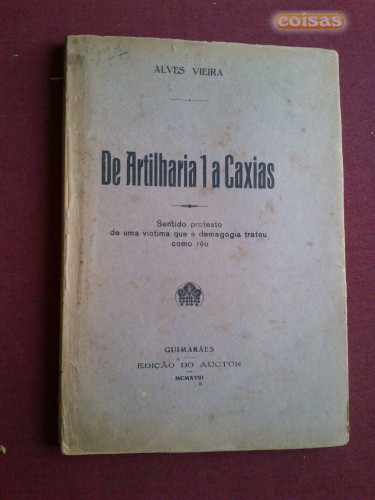 coisas
ALVES VIEIRA
De Artilharia 1 a Caxias
Sentido protesto
de uma victima que a demagogia tratou
como réu
GUIMARÃES
EDIÇÃO DO AUCTOR
MCMXVIII